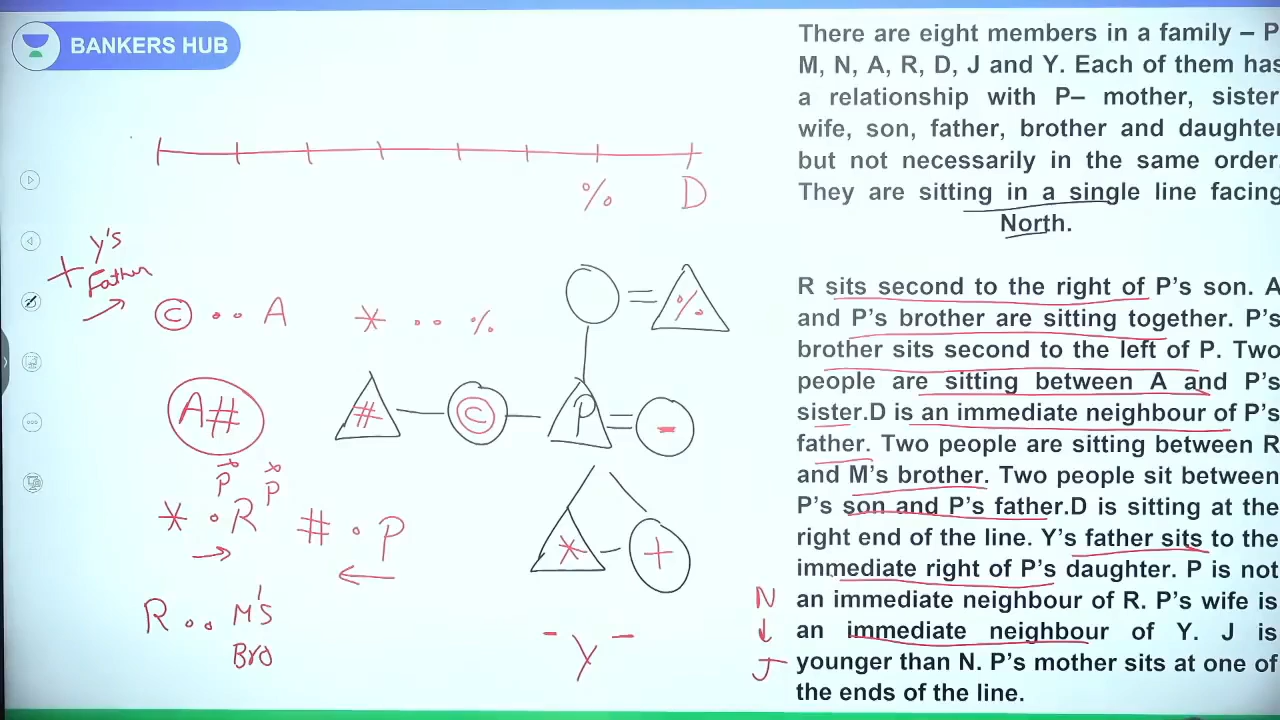 BANKERS HUB
There are eight members in a family – P
M, N, A, R, D, J and Y. Each of them has
a relationship with P– mother, sister
wife, son, father, brother and daughter
but not necessarily in the same order.
They are sitting in a single line facing
North.
R sits second to the right of P's son. A
and P's brother are sitting together. P's
brother sits second to the left of P. Two
people are sitting between A and P's
sister.D is an immediate neighbour of P's
father. Two people are sitting between R
and M's brother. Two people sit between
P's son and P's father.D is sitting at the
right end of the line. Y's father sits to the
immediate right of P's daughter. P is not
an immediate neighbour of R. P's wife is
an immediate neighbour of Y. J is
younger than N. P's mother sits at one of
the ends of the line.
% D
+ Y's
Father
C .. A * .. %
%
A#
# C P -
P P
* . R # . P
* +
R .. M's
Bro
- Y -
N
↓
J